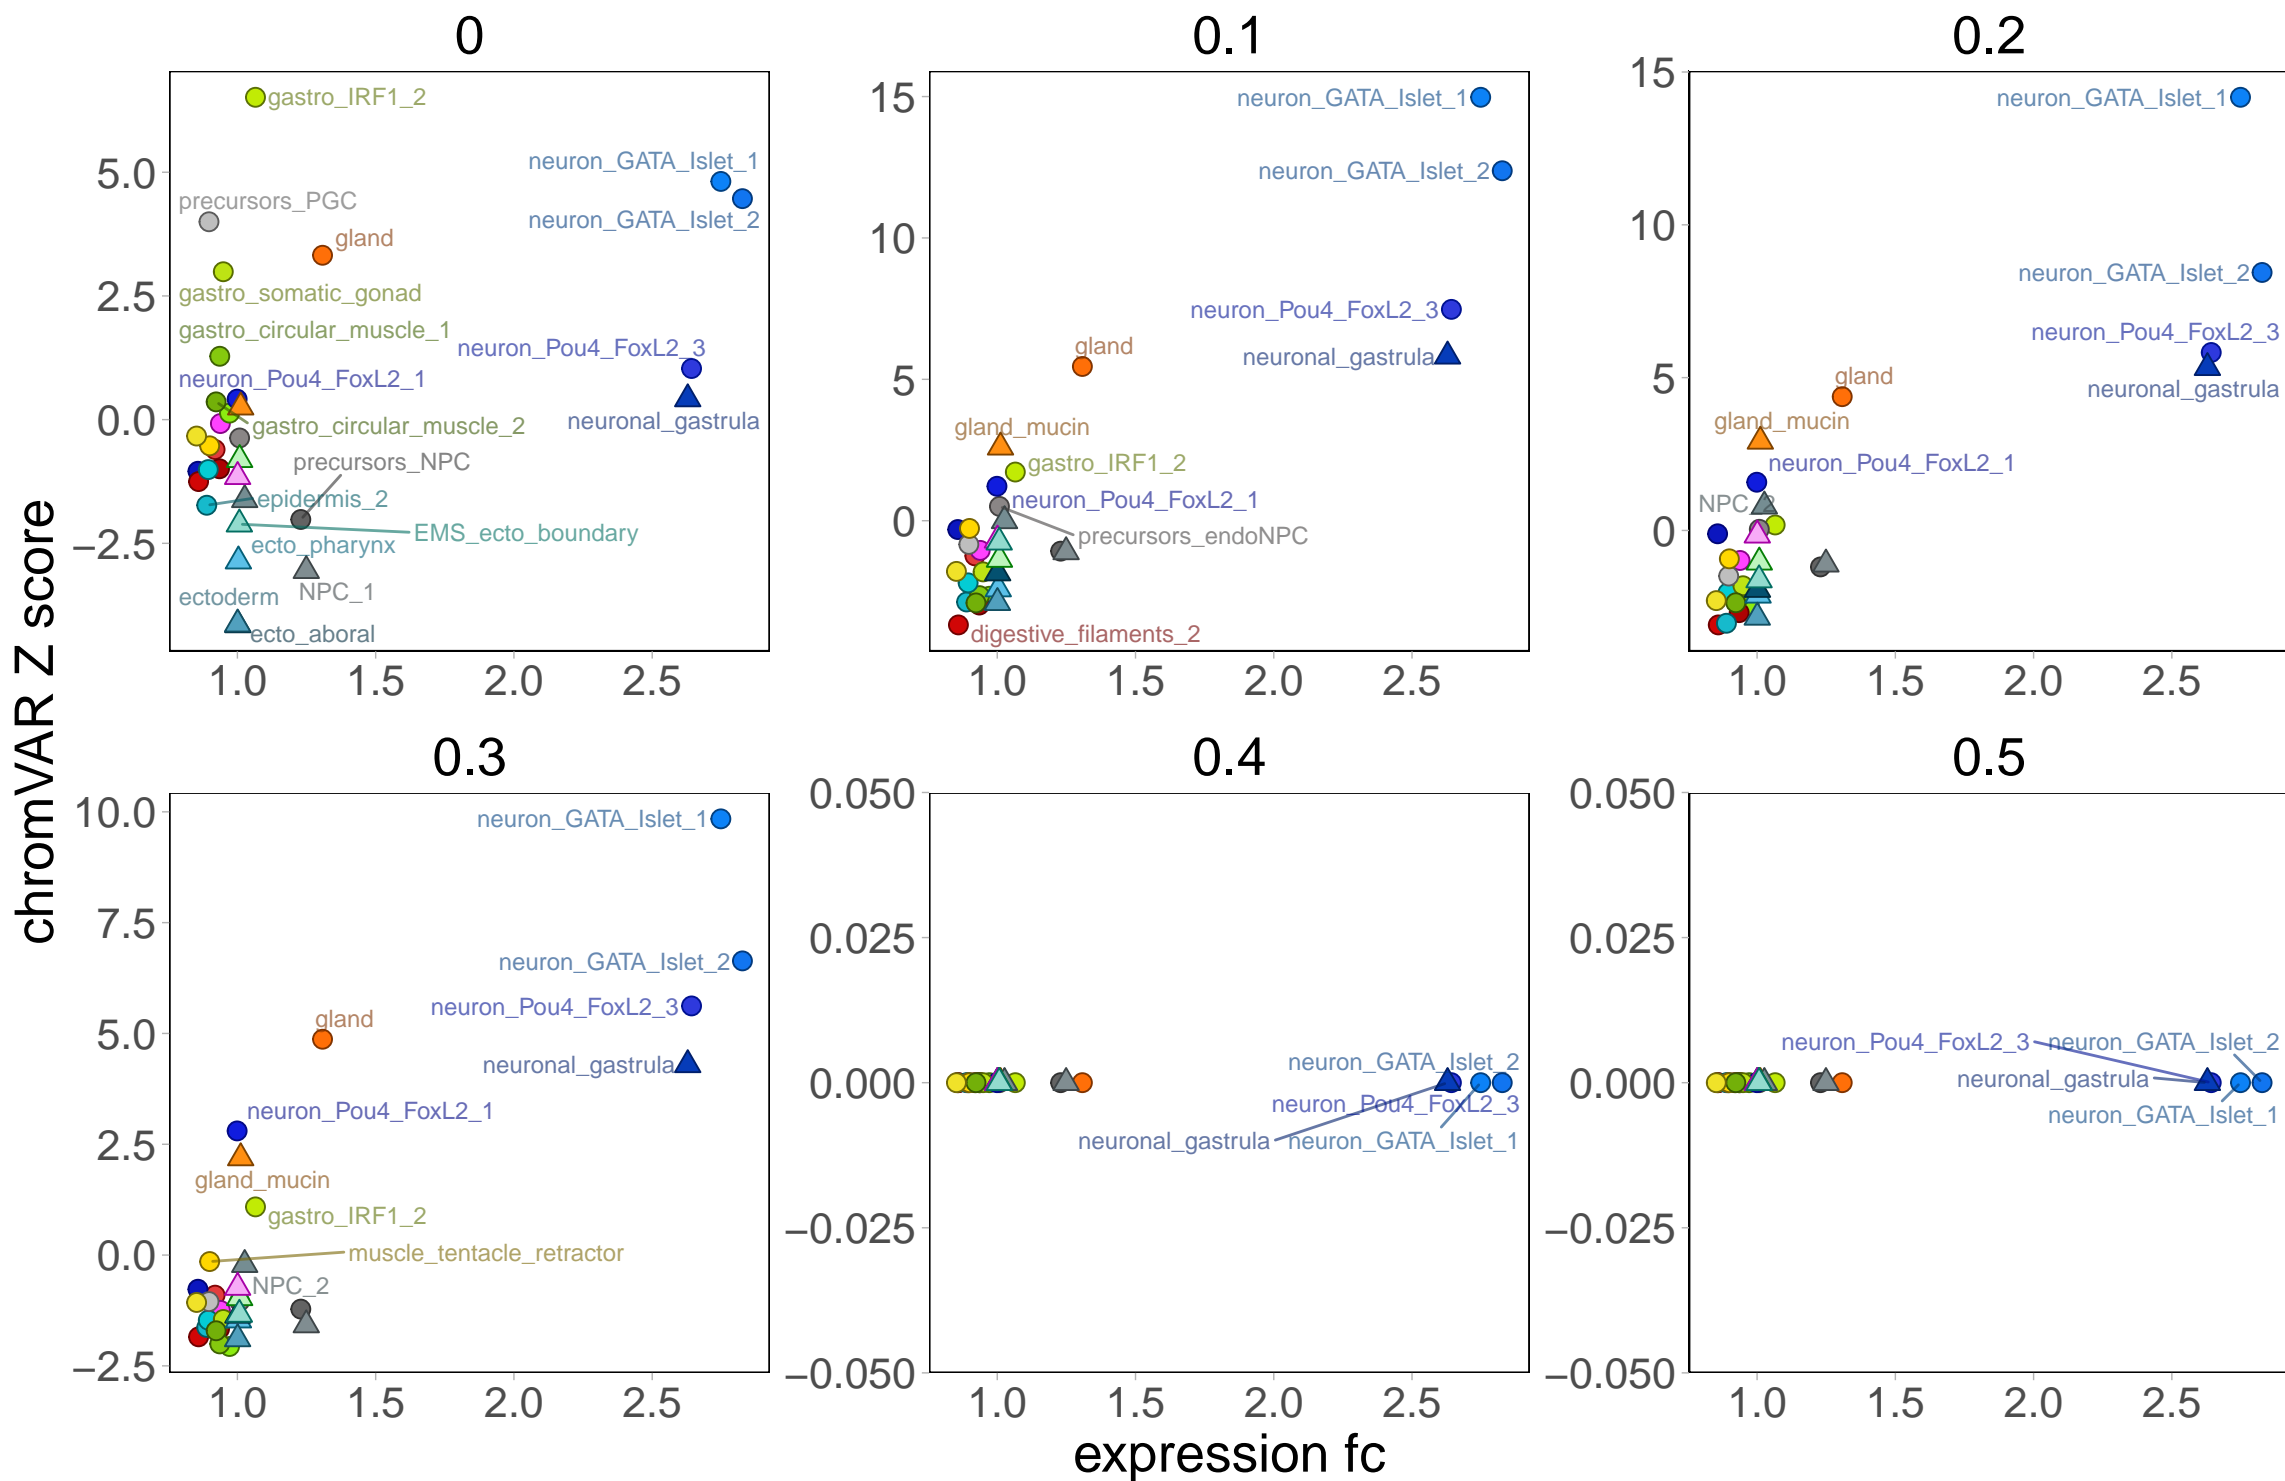 0
0.1
0.2
chromVAR Z score
5.0
2.5
0.0
−2.5
gastro_IRF1_2
neuron_GATA_Islet_1
precursors_PGC
neuron_GATA_Islet_2
gland
gastro_somatic_gonad
gastro_circular_muscle_1
neuron_Pou4_FoxL2_3
neuron_Pou4_FoxL2_1
neuronal_gastrula
gastro_circular_muscle_2
precursors_NPC
epidermis_2
EMS_ecto_boundary
ecto_pharynx
NPC_1
ectoderm
ecto_aboral
1.0 1.5 2.0 2.5
15
10
5
0
neuron_GATA_Islet_1
neuron_GATA_Islet_2
neuron_Pou4_FoxL2_3
gland
neuronal_gastrula
gland_mucin
gastro_IRF1_2
neuron_Pou4_FoxL2_1
precursors_endoNPC
digestive_filaments_2
1.0 1.5 2.0 2.5
15
10
5
0
neuron_GATA_Islet_1
neuron_GATA_Islet_2
neuron_Pou4_FoxL2_3
gland
neuronal_gastrula
gland_mucin
neuron_Pou4_FoxL2_1
NPC_2
1.0 1.5 2.0 2.5
0.3
0.4
0.5
10.0
7.5
5.0
2.5
0.0
−2.5
neuron_GATA_Islet_1
neuron_GATA_Islet_2
neuron_Pou4_FoxL2_3
gland
neuronal_gastrula
neuron_Pou4_FoxL2_1
gland_mucin
gastro_IRF1_2
muscle_tentacle_retractor
NPC_2
1.0 1.5 2.0 2.5
0.050
0.025
0.000
−0.025
−0.050
neuron_GATA_Islet_2
neuron_Pou4_FoxL2_3
neuronal_gastrula
neuron_GATA_Islet_1
1.0 1.5 2.0 2.5
0.050
0.025
0.000
−0.025
−0.050
neuron_Pou4_FoxL2_3
neuron_GATA_Islet_2
neuronal_gastrula
neuron_GATA_Islet_1
1.0 1.5 2.0 2.5
expression fc